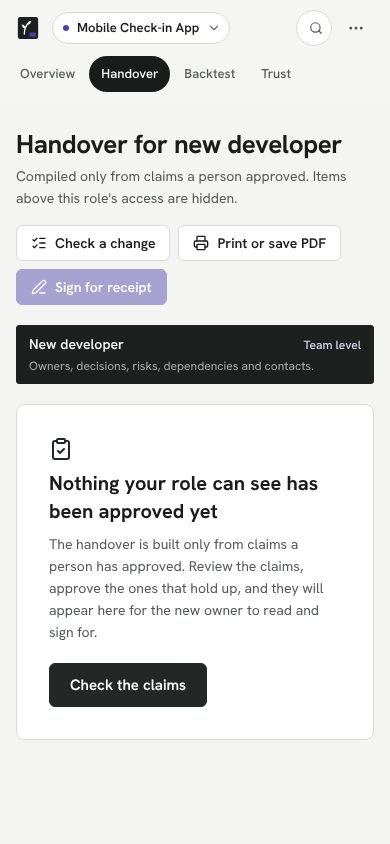 Mobile Check-in App
Overview
Handover
Backtest
Trust
Handover for new developer
Compiled only from claims a person approved. Items
above this role's access are hidden.
Check a change
Print or save PDF
Sign for receipt
New developer
Team level
Owners, decisions, risks, dependencies and contacts.
Nothing your role can see has
been approved yet
The handover is built only from claims a
person has approved. Review the claims,
approve the ones that hold up, and they will
appear here for the new owner to read and
sign for.
Check the claims